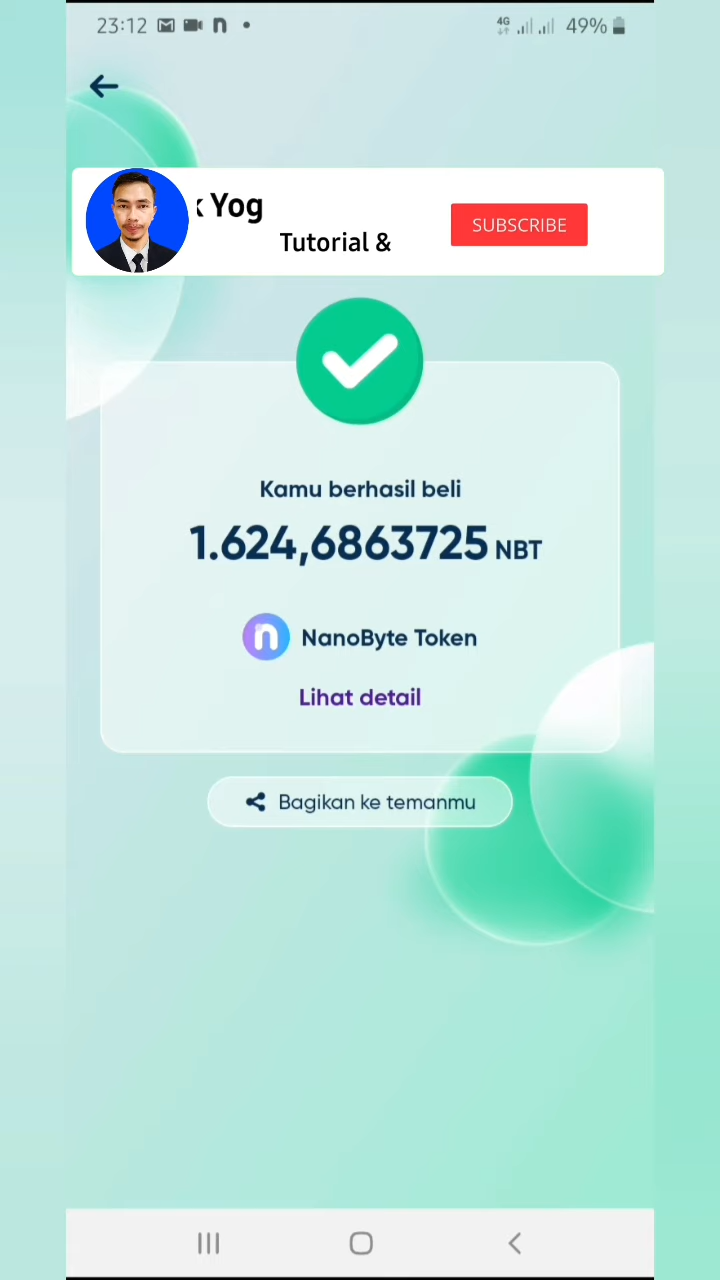 23:12
4G
49%
k Yog
Tutorial &
SUBSCRIBE
Kamu berhasil beli
1.624,6863725 NBT
n NanoByte Token
Lihat detail
Bagikan ke temanmu